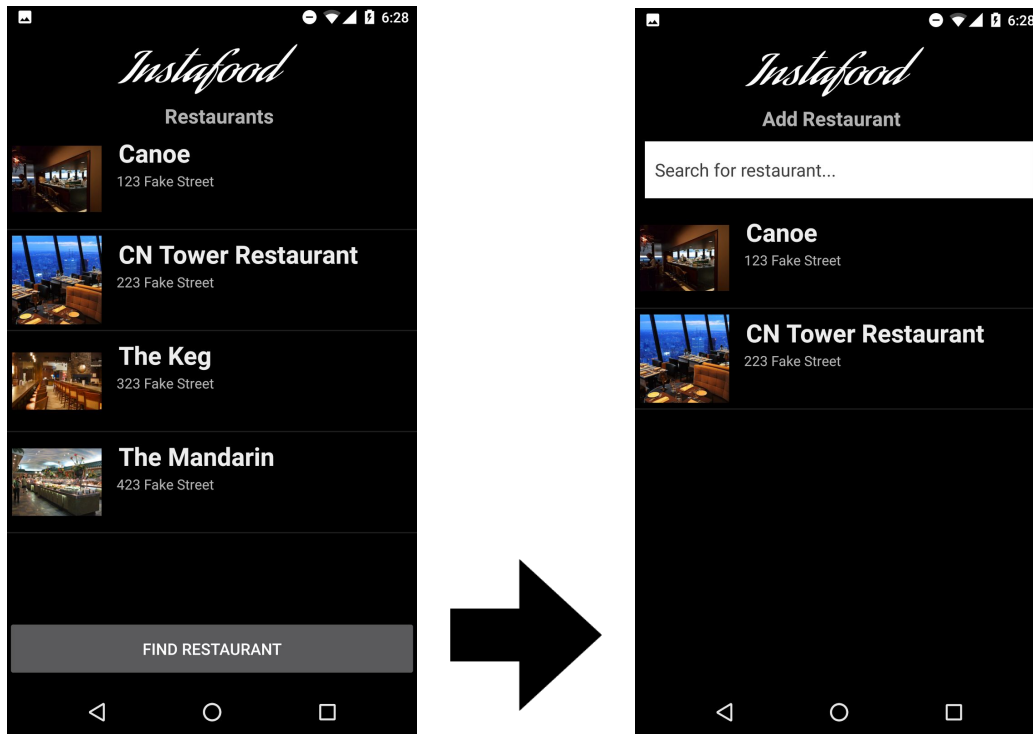 6:28
Instafood
Restaurants
Canoe
123 Fake Street
CN Tower Restaurant
223 Fake Street
The Keg
323 Fake Street
The Mandarin
423 Fake Street
FIND RESTAURANT
6:28
Instafood
Add Restaurant
Search for restaurant...
Canoe
123 Fake Street
CN Tower Restaurant
223 Fake Street